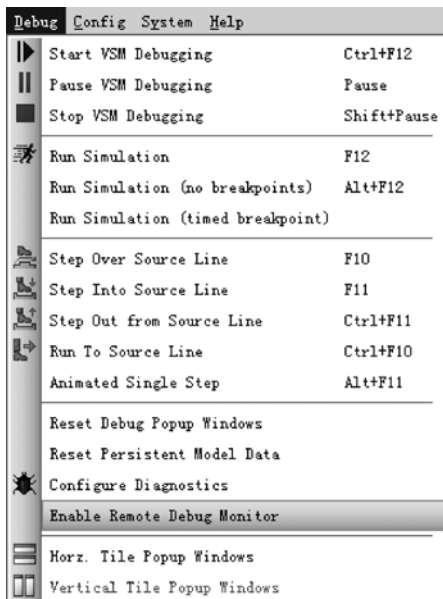 Debug Config System Help
Start VSM Debugging Ctrl+F12
Pause VSM Debugging Pause
Stop VSM Debugging Shift+Pause
Run Simulation F12
Run Simulation (no breakpoints) Alt+F12
Run Simulation (timed breakpoint)
Step Over Source Line F10
Step Into Source Line F11
Step Out from Source Line Ctrl+F11
Run To Source Line Ctrl+F10
Animated Single Step Alt+F11
Reset Debug Popup Windows
Reset Persistent Model Data
Configure Diagnostics
Enable Remote Debug Monitor
Horz. Tile Popup Windows
Vertical Tile Popup Windows